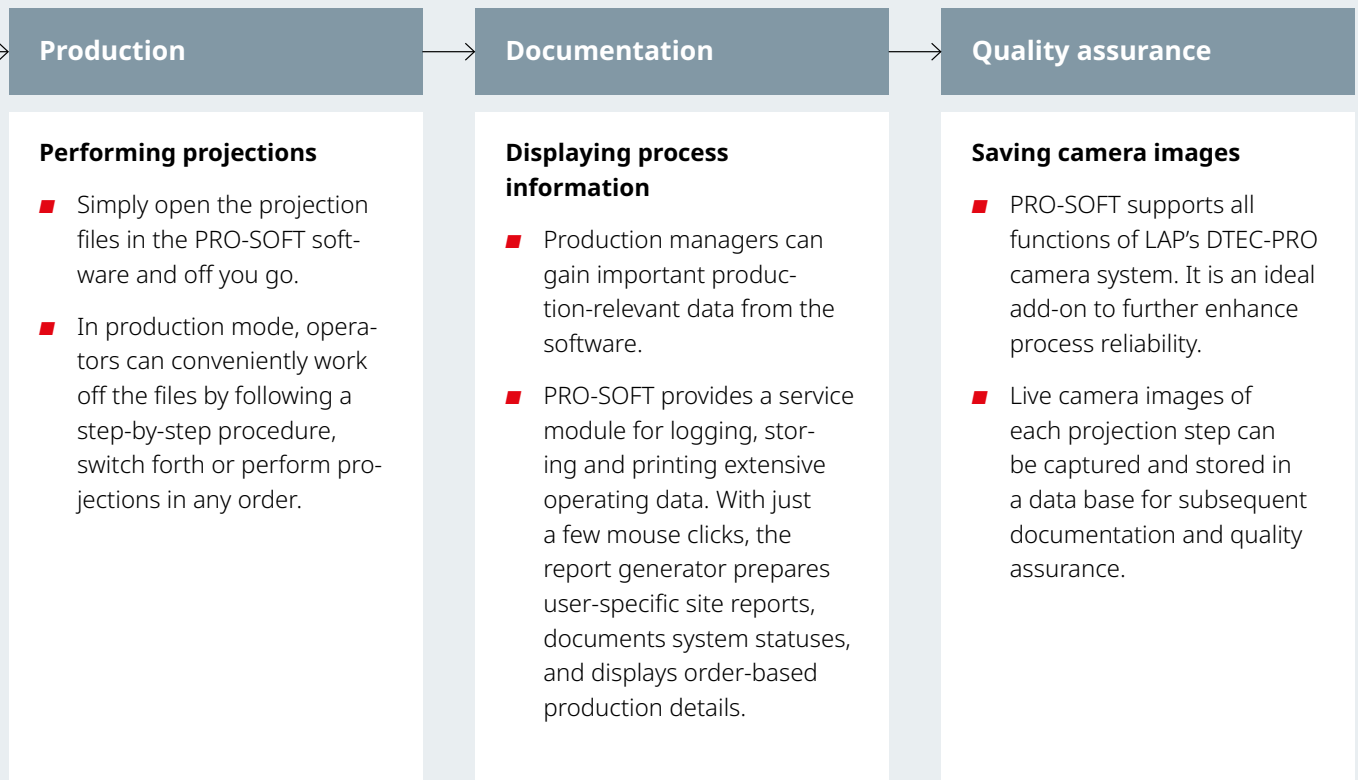 Production
Performing projections
Simply open the projection
files in the PRO-SOFT soft-
ware and off you go.
In production mode, opera-
tors can conveniently work
off the files by following a
step-by-step procedure,
switch forth or perform pro-
jections in any order.
Documentation
Displaying process
information
Production managers can
gain important produc-
tion-relevant data from the
software.
PRO-SOFT provides a service
module for logging, stor-
ing and printing extensive
operating data. With just
a few mouse clicks, the
report generator prepares
user-specific site reports,
documents system statuses,
and displays order-based
production details.
Quality assurance
Saving camera images
PRO-SOFT supports all
functions of LAP’s DTEC-PRO
camera system. It is an ideal
add-on to further enhance
process reliability.
Live camera images of
each projection step can
be captured and stored in
a data base for subsequent
documentation and quality
assurance.